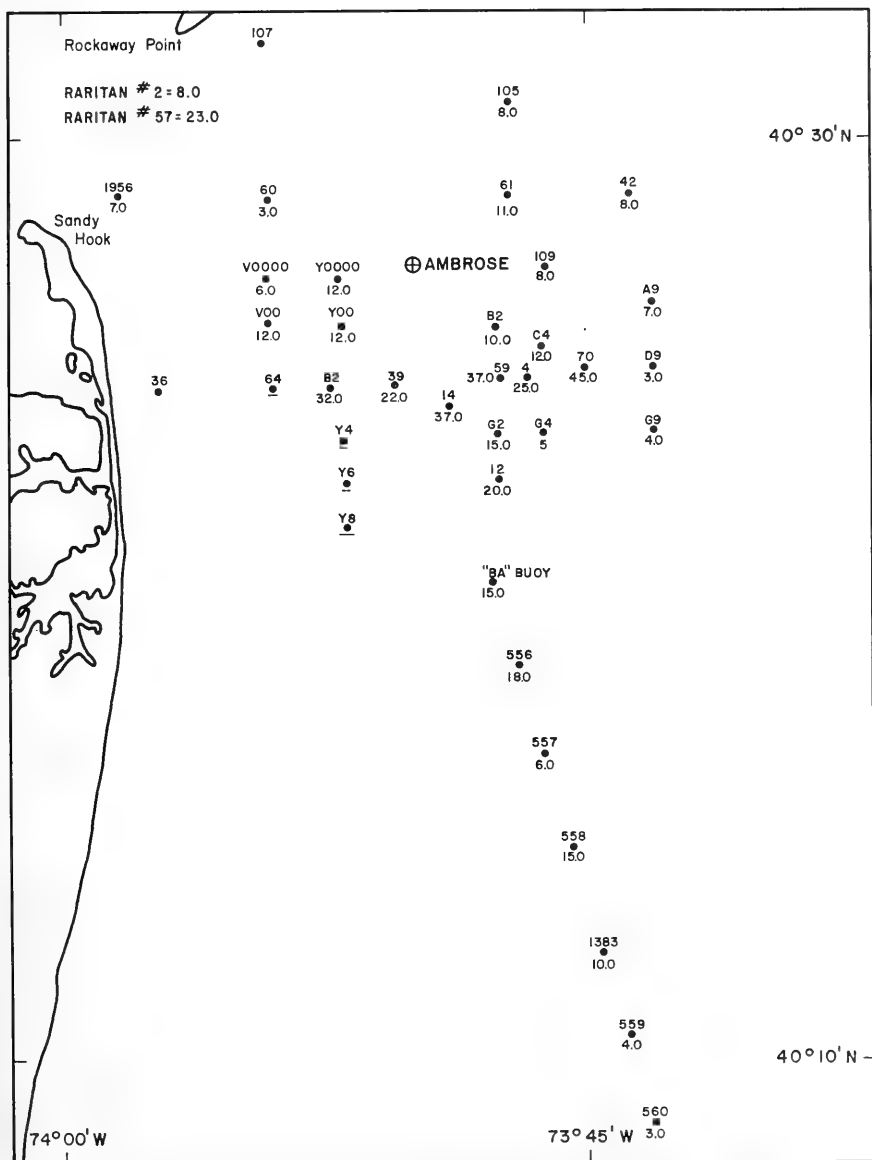 107
Rockaway Point
RARITAN # 2 = 8.0
RARITAN # 57 = 23.0
105
8.0
40° 30' N
1956
7.0
60
3.0
61
11.0
42
8.0
Sandy
Hook
AMBROSE
109
8.0
V0000
6.0
Y0000
12.0
A9
7.0
V00
12.0
Y00
12.0
B2
10.0
C4
12.0
70
45.0
D9
3.0
36
64
B2
32.0
39
22.0
14
37.0
59
37.0
4
25.0
G2
15.0
G4
5
G9
4.0
Y4
Y6
12
20.0
Y8
"BA" BUOY
15.0
556
18.0
557
6.0
558
15.0
1383
10.0
559
4.0
40° 10' N
560
3.0
74° 00' W
73° 45' W